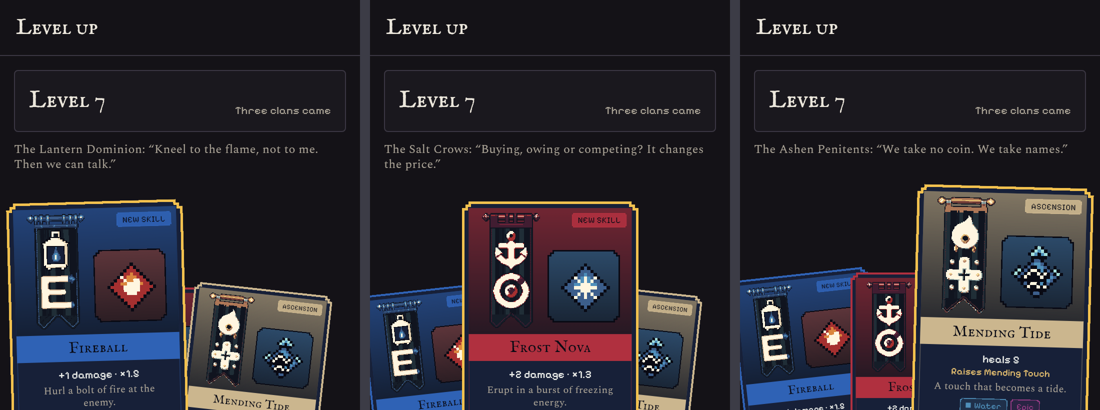 Level up
Level 7
Three clans came
The Lantern Dominion: “Kneel to the flame, not to me.
Then we can talk.”
NEW SKILL
E
Fireball
+1 damage · ×1.8
Hurl a bolt of fire at the
enemy.
ASCENSION
Mending Tide
Level up
Level 7
Three clans came
The Salt Crows: “Buying, owing or competing? It changes
the price.”
NEW SKILL
Frost Nova
+2 damage · ×1.3
Erupt in a burst of freezing
enemy.
E
Fireball
ASCENSION
Tide
Level up
Level 7
Three clans came
The Ashen Penitents: “We take no coin. We take names.”
ASCENSION
Mending Tide
heals 8
Raises Mending Touch
A touch that becomes a tide.
Water
Epic
NEW SKILL
E
Fireball